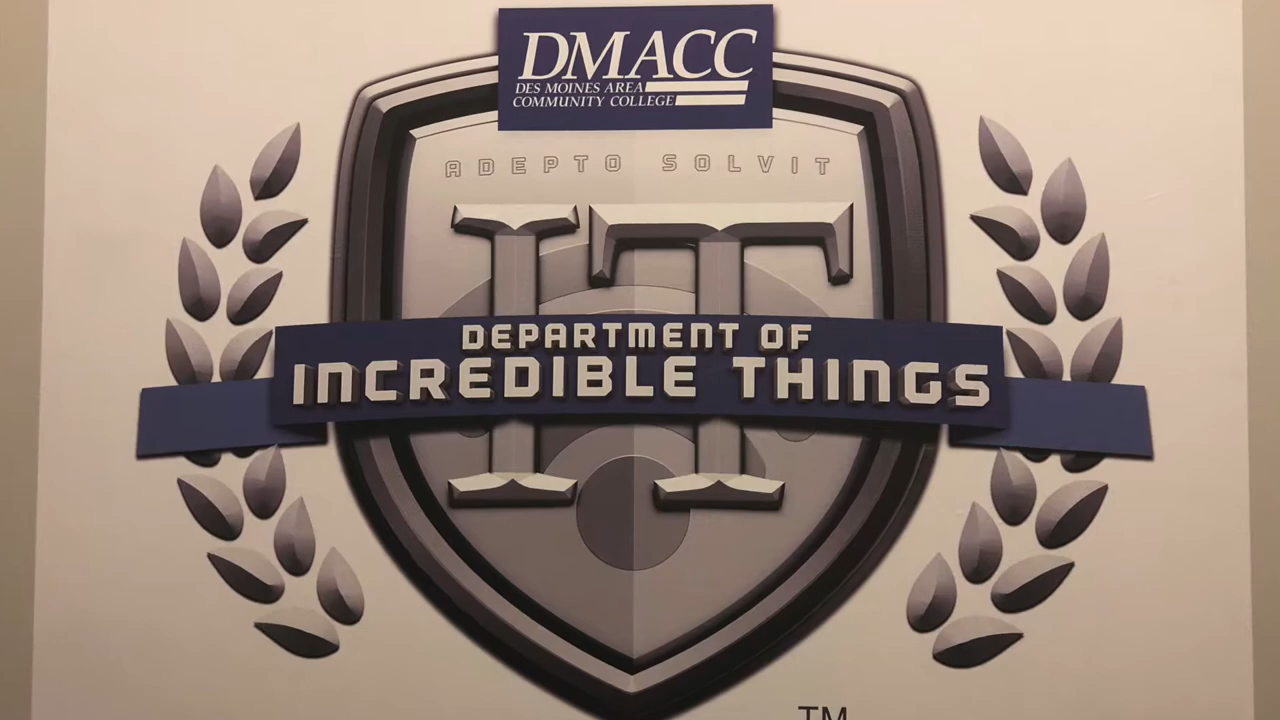 DMACC
DES MOINES AREA
COMMUNITY COLLEGE
ADEPTO SOLVIT
IT
DEPARTMENT OF
INCREDIBLE THINGS
TM